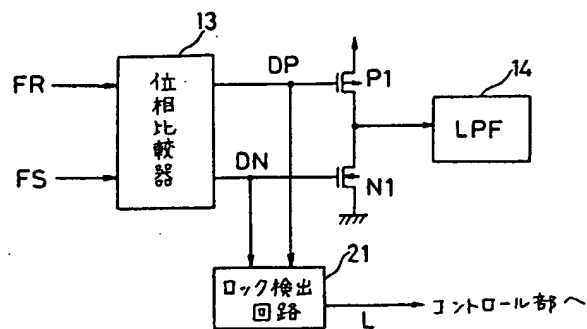 13
FR
FS
位相比較器
DP
DN
P1
N1
14
LPF
21
ロック検出
回路
L
コントロール部へ